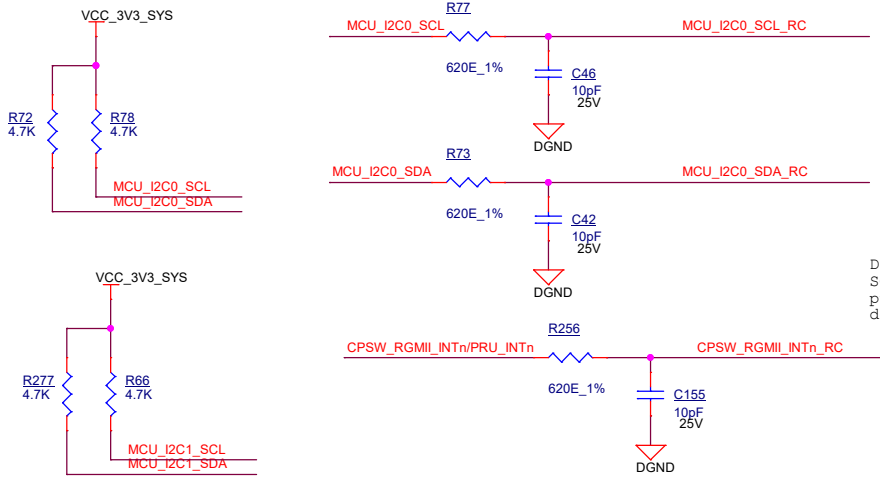 VCC_3V3_SYS
R72
4.7K
R78
4.7K
MCU_I2C0_SCL
MCU_I2C0_SDA
R77
MCU_I2C0_SCL
MCU_I2C0_SCL_RC
620E_1%
C46
10pF
25V
DGND
R73
MCU_I2C0_SDA
MCU_I2C0_SDA_RC
620E_1%
C42
10pF
25V
DGND
D
S
p
d
VCC_3V3_SYS
R277
4.7K
R66
4.7K
MCU_I2C1_SCL
MCU_I2C1_SDA
R256
CPSW_RGMII_INTn/PRU_INTn
CPSW_RGMII_INTn_RC
620E_1%
C155
10pF
25V
DGND